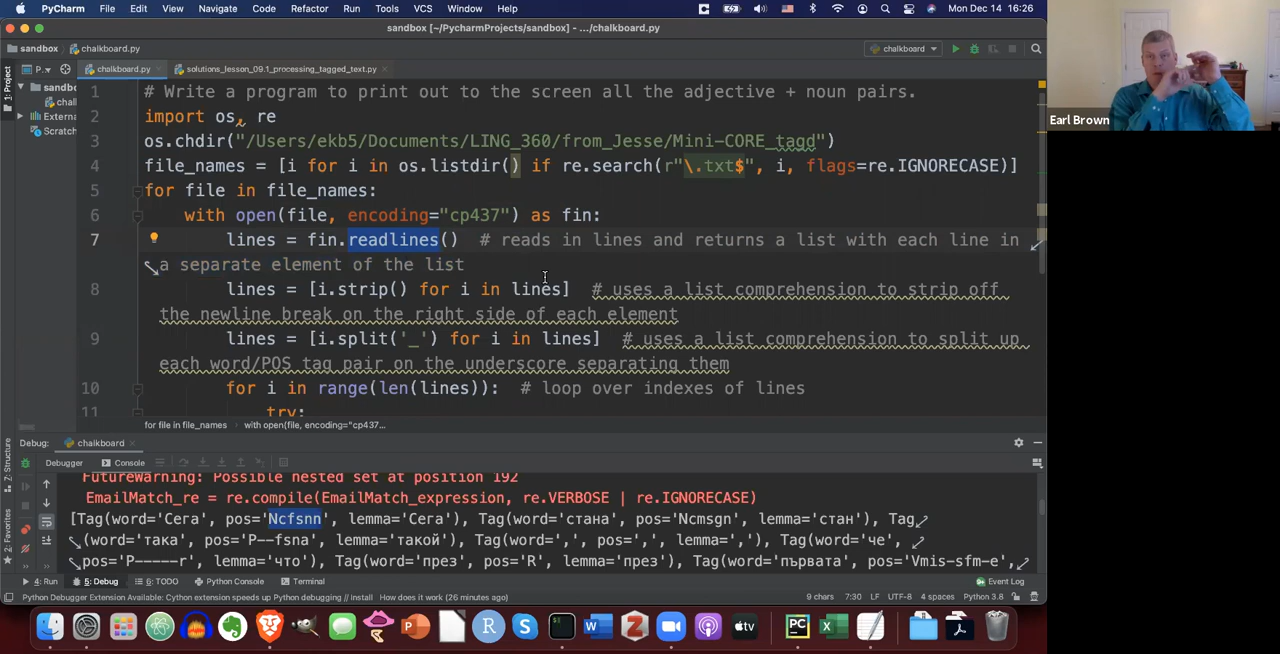 PyCharm File Edit View Navigate Code Refactor Run Tools VCS Window Help Mon Dec 14 16:26
sandbox [~/PycharmProjects/sandbox] - .../chalkboard.py
sandbox chalkboard.py chalkboard
P.. chalkboard.py solutions_lesson_09.1_processing_tagged_text.py
1: Project
sandbo
chal
Externa
Scratch
1 # Write a program to print out to the screen all the adjective + noun pairs.
2 import os, re
3 os.chdir("/Users/ekb5/Documents/LING_360/from_Jesse/Mini-CORE_tagd")
4 file_names = [i for i in os.listdir() if re.search(r"\.txt$", i, flags=re.IGNORECASE)]
5 for file in file_names:
6 with open(file, encoding="cp437") as fin:
7 lines = fin.readlines() # reads in lines and returns a list with each line in
a separate element of the list
8 lines = [i.strip() for i in lines] # uses a list comprehension to strip off
the newline break on the right side of each element
9 lines = [i.split('_') for i in lines] # uses a list comprehension to split up
each word/POS tag pair on the underscore separating them
10 for i in range(len(lines)): # loop over indexes of lines
11 try:
for file in file_names with open(file, encoding="cp437...
Earl Brown
Debug: chalkboard
Debugger Console
7: Structure
2: Favorites
FutureWarning: Possible nested set at position 192
EmailMatch_re = re.compile(EmailMatch_expression, re.VERBOSE | re.IGNORECASE)
[Tag(word='Сега', pos='Ncfsnn', lemma='Сега'), Tag(word='стана', pos='Ncmsgn', lemma='стан'), Tag
(word='така', pos='P--fsna', lemma='такой'), Tag(word=',', pos=',', lemma=','), Tag(word='че',
pos='P-----r', lemma='что'), Tag(word='през', pos='R', lemma='през'), Tag(word='първата', pos='Vmis-sfm-e',
4: Run 5: Debug 6: TODO Python Console Terminal Event Log
Python Debugger Extension Available: Cython extension speeds up Python debugging // Install How does it work (26 minutes ago) 9 chars 7:30 LF UTF-8 4 spaces Python 3.8